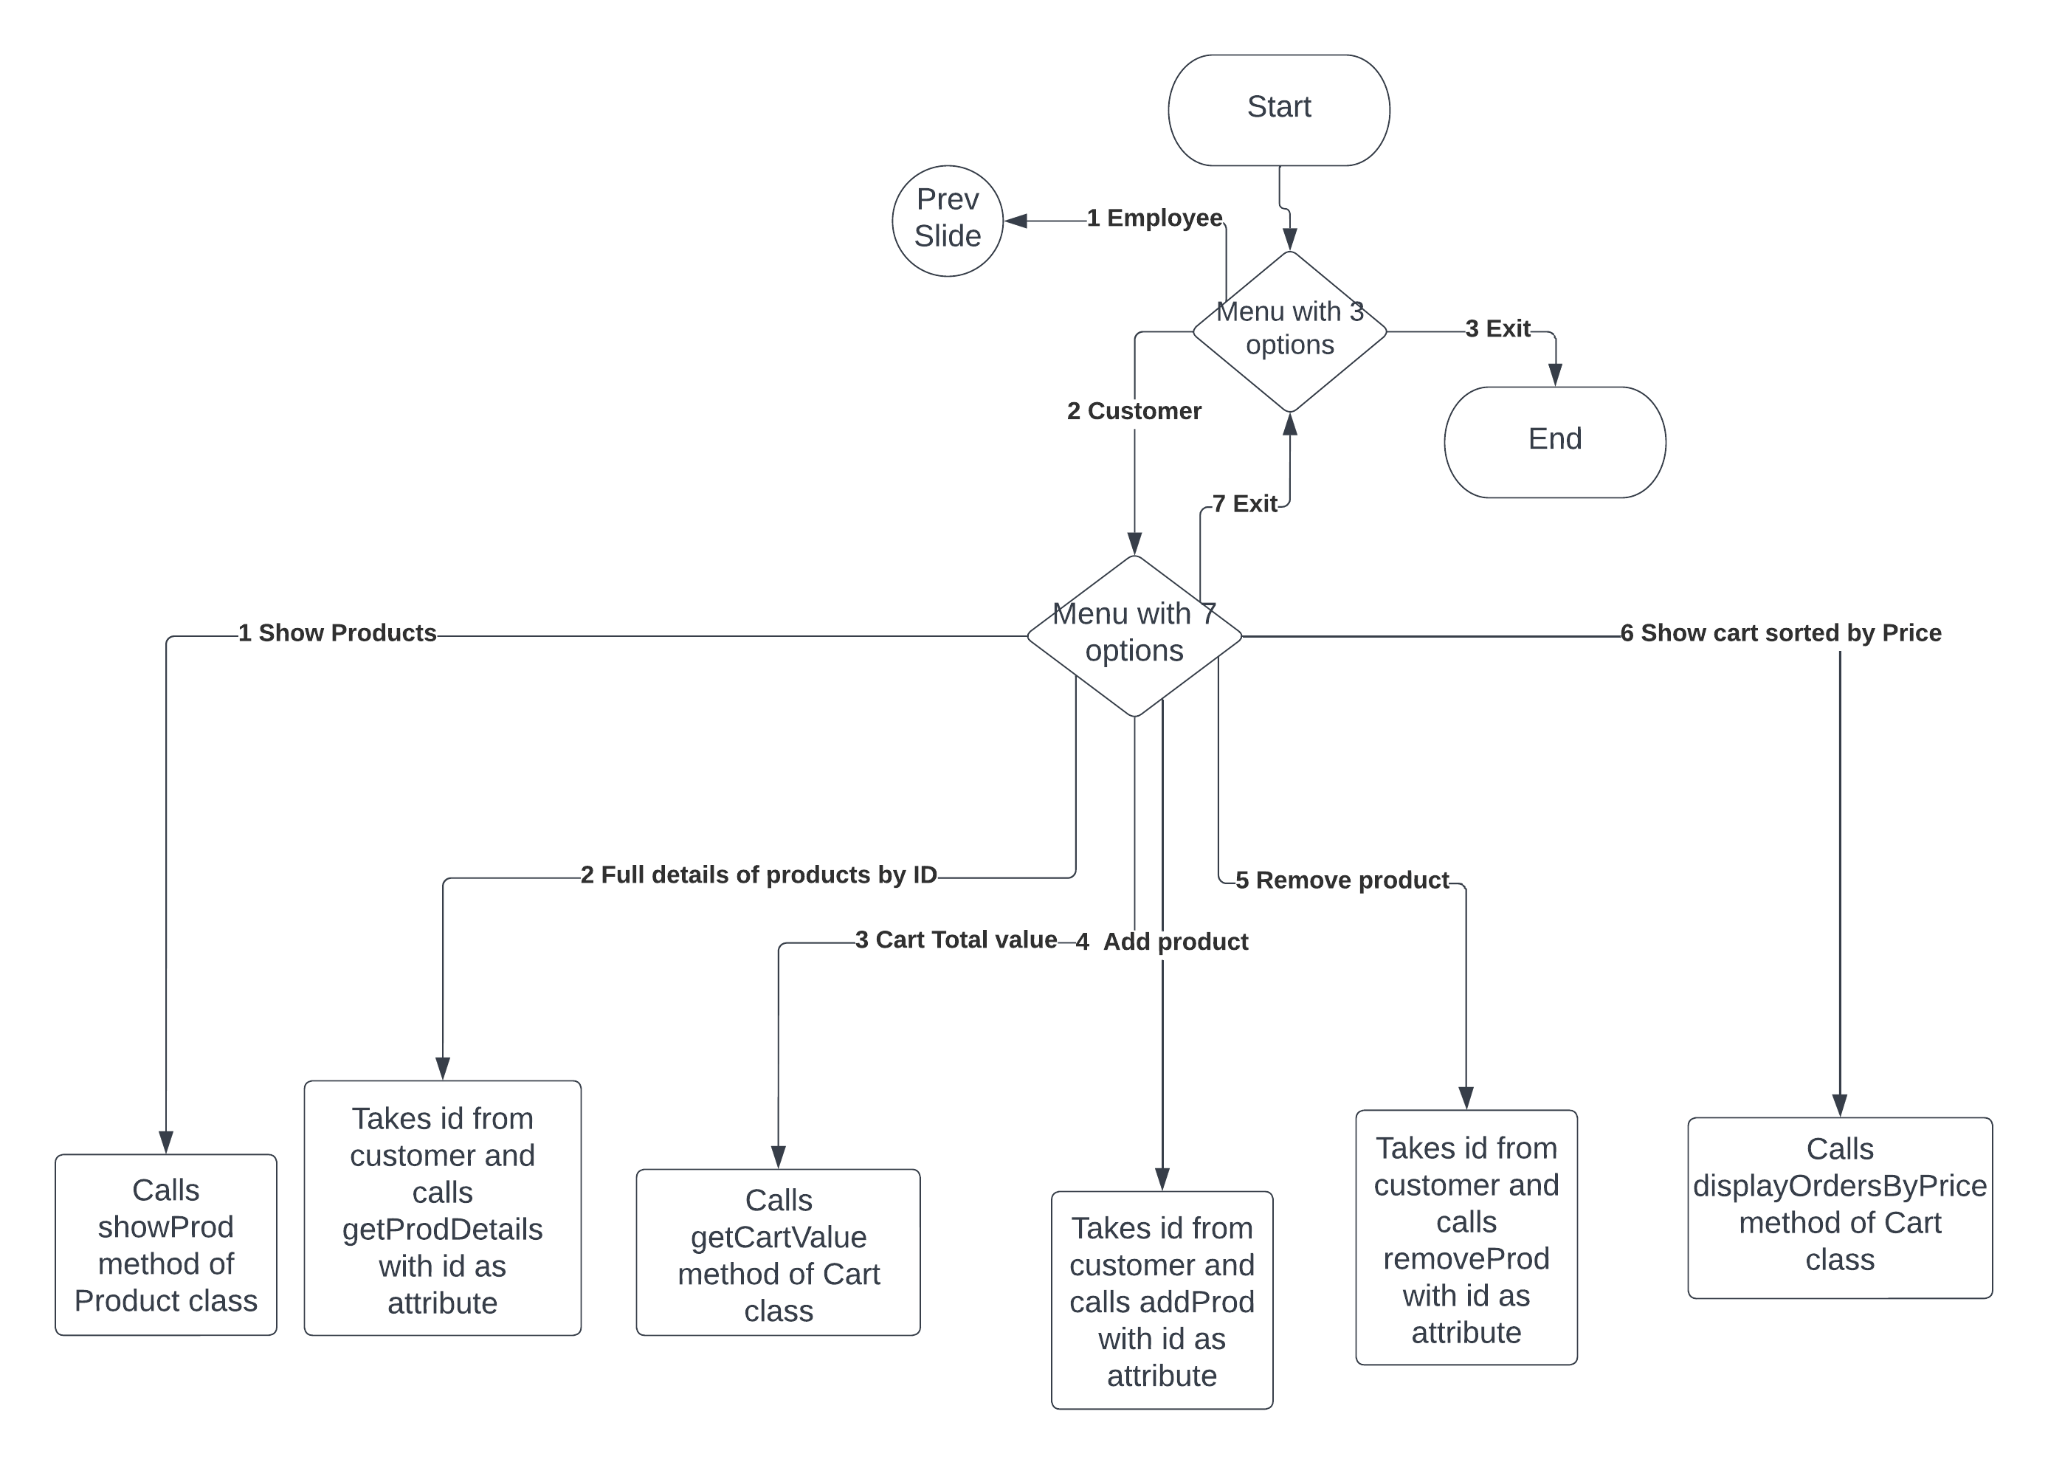 Start
Prev
Slide
1 Employee
Menu with 3
options
3 Exit
2 Customer
End
7 Exit
Menu with 7
options
1 Show Products
6 Show cart sorted by Price
2 Full details of products by ID
5 Remove product
3 Cart Total value
4  Add product
Calls
showProd
method of
Product class
Takes id from
customer and
calls
getProdDetails
with id as
attribute
Calls
getCartValue
method of Cart
class
Takes id from
customer and
calls addProd
with id as
attribute
Takes id from
customer and
calls
removeProd
with id as
attribute
Calls
displayOrdersByPrice
method of Cart
class